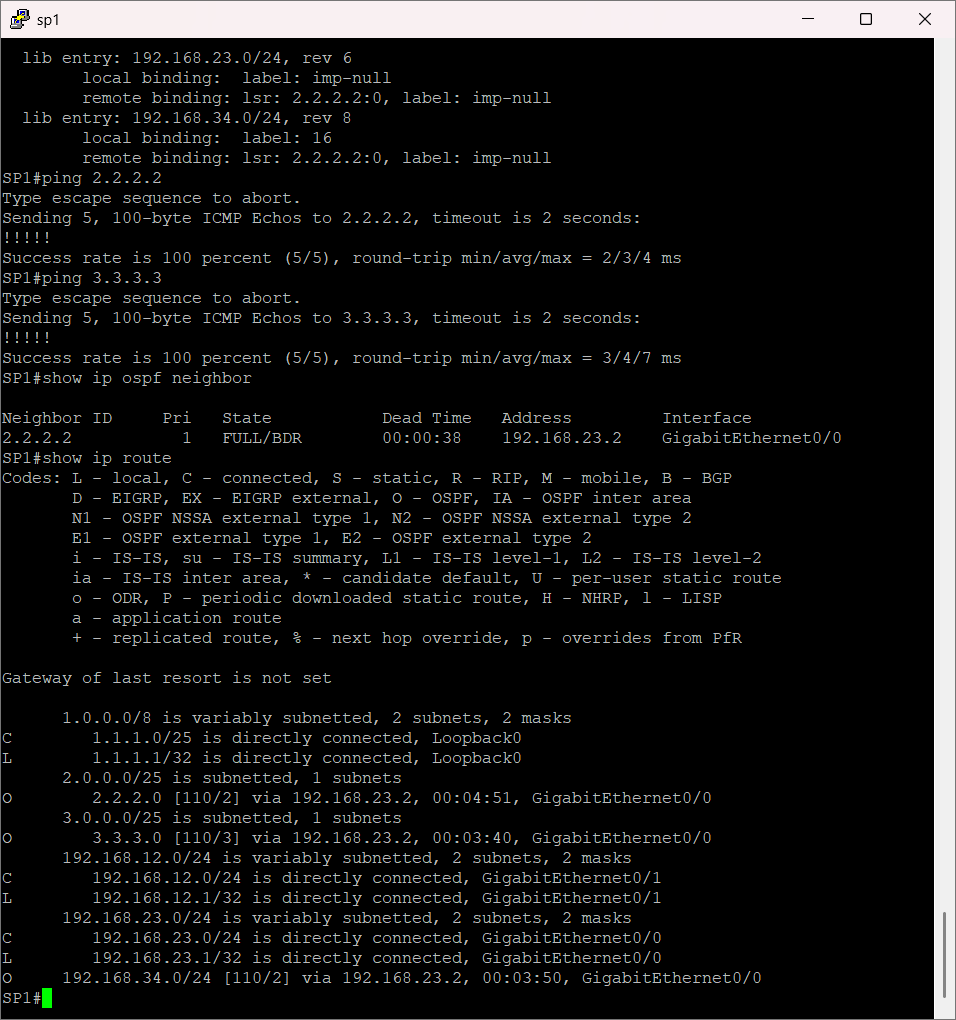 sp1
lib entry: 192.168.23.0/24, rev 6
local binding:  label: imp-null
remote binding: lsr: 2.2.2.2:0, label: imp-null
lib entry: 192.168.34.0/24, rev 8
local binding:  label: 16
remote binding: lsr: 2.2.2.2:0, label: imp-null
SP1#ping 2.2.2.2
Type escape sequence to abort.
Sending 5, 100-byte ICMP Echos to 2.2.2.2, timeout is 2 seconds:
!!!!!
Success rate is 100 percent (5/5), round-trip min/avg/max = 2/3/4 ms
SP1#ping 3.3.3.3
Type escape sequence to abort.
Sending 5, 100-byte ICMP Echos to 3.3.3.3, timeout is 2 seconds:
!!!!!
Success rate is 100 percent (5/5), round-trip min/avg/max = 3/4/7 ms
SP1#show ip ospf neighbor
Neighbor ID     Pri   State           Dead Time   Address         Interface
2.2.2.2           1   FULL/BDR        00:00:38    192.168.23.2    GigabitEthernet0/0
SP1#show ip route
Codes: L - local, C - connected, S - static, R - RIP, M - mobile, B - BGP
D - EIGRP, EX - EIGRP external, O - OSPF, IA - OSPF inter area
N1 - OSPF NSSA external type 1, N2 - OSPF NSSA external type 2
E1 - OSPF external type 1, E2 - OSPF external type 2
i - IS-IS, su - IS-IS summary, L1 - IS-IS level-1, L2 - IS-IS level-2
ia - IS-IS inter area, * - candidate default, U - per-user static route
o - ODR, P - periodic downloaded static route, H - NHRP, l - LISP
a - application route
+ - replicated route, % - next hop override, p - overrides from PfR
Gateway of last resort is not set
1.0.0.0/8 is variably subnetted, 2 subnets, 2 masks
C        1.1.1.0/25 is directly connected, Loopback0
L        1.1.1.1/32 is directly connected, Loopback0
2.0.0.0/25 is subnetted, 1 subnets
O        2.2.2.0 [110/2] via 192.168.23.2, 00:04:51, GigabitEthernet0/0
3.0.0.0/25 is subnetted, 1 subnets
O        3.3.3.0 [110/3] via 192.168.23.2, 00:03:40, GigabitEthernet0/0
192.168.12.0/24 is variably subnetted, 2 subnets, 2 masks
C        192.168.12.0/24 is directly connected, GigabitEthernet0/1
L        192.168.12.1/32 is directly connected, GigabitEthernet0/1
192.168.23.0/24 is variably subnetted, 2 subnets, 2 masks
C        192.168.23.0/24 is directly connected, GigabitEthernet0/0
L        192.168.23.1/32 is directly connected, GigabitEthernet0/0
O     192.168.34.0/24 [110/2] via 192.168.23.2, 00:03:50, GigabitEthernet0/0
SP1#